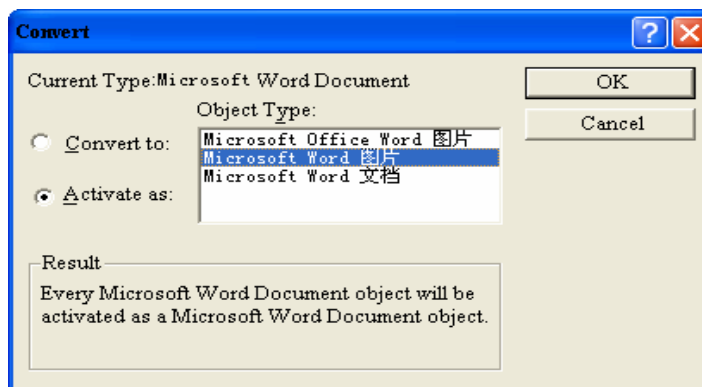 Convert
Current Type:Microsoft Word Document
Object Type:
Convert to:
Activate as:
Microsoft Office Word 图片
Microsoft Word 图片
Microsoft Word 文档
OK
Cancel
Result
Every Microsoft Word Document object will be
activated as a Microsoft Word Document object.